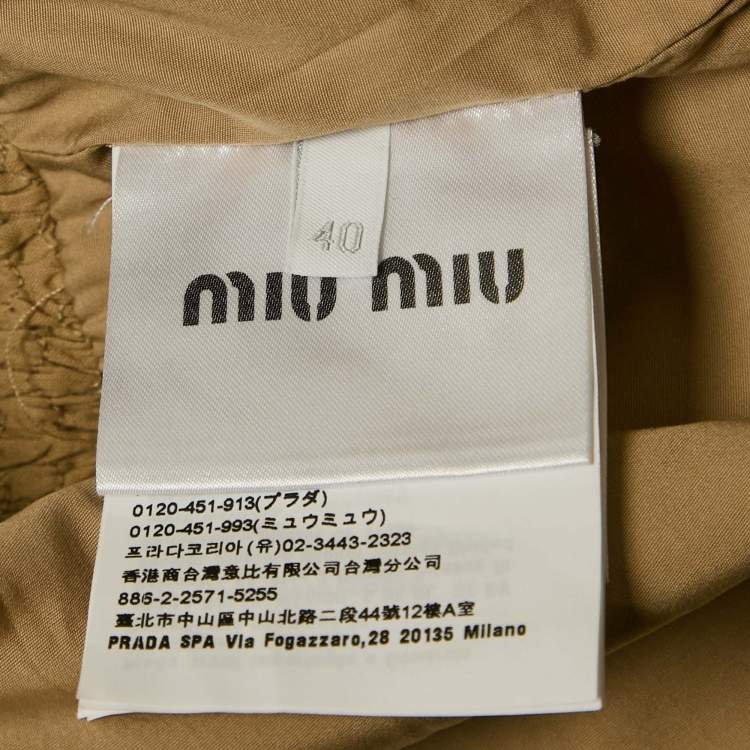 40
miu miu
0120-451-913(プラダ)
0120-451-993(ミュウミュウ)
프라다코리아(유)02-3443-2323
香港商台灣意比有限公司台灣分公司
886-2-2571-5255
臺北市中山區中山北路二段44號12樓A室
PRADA SPA Via Fogazzaro,28 20135 Milano